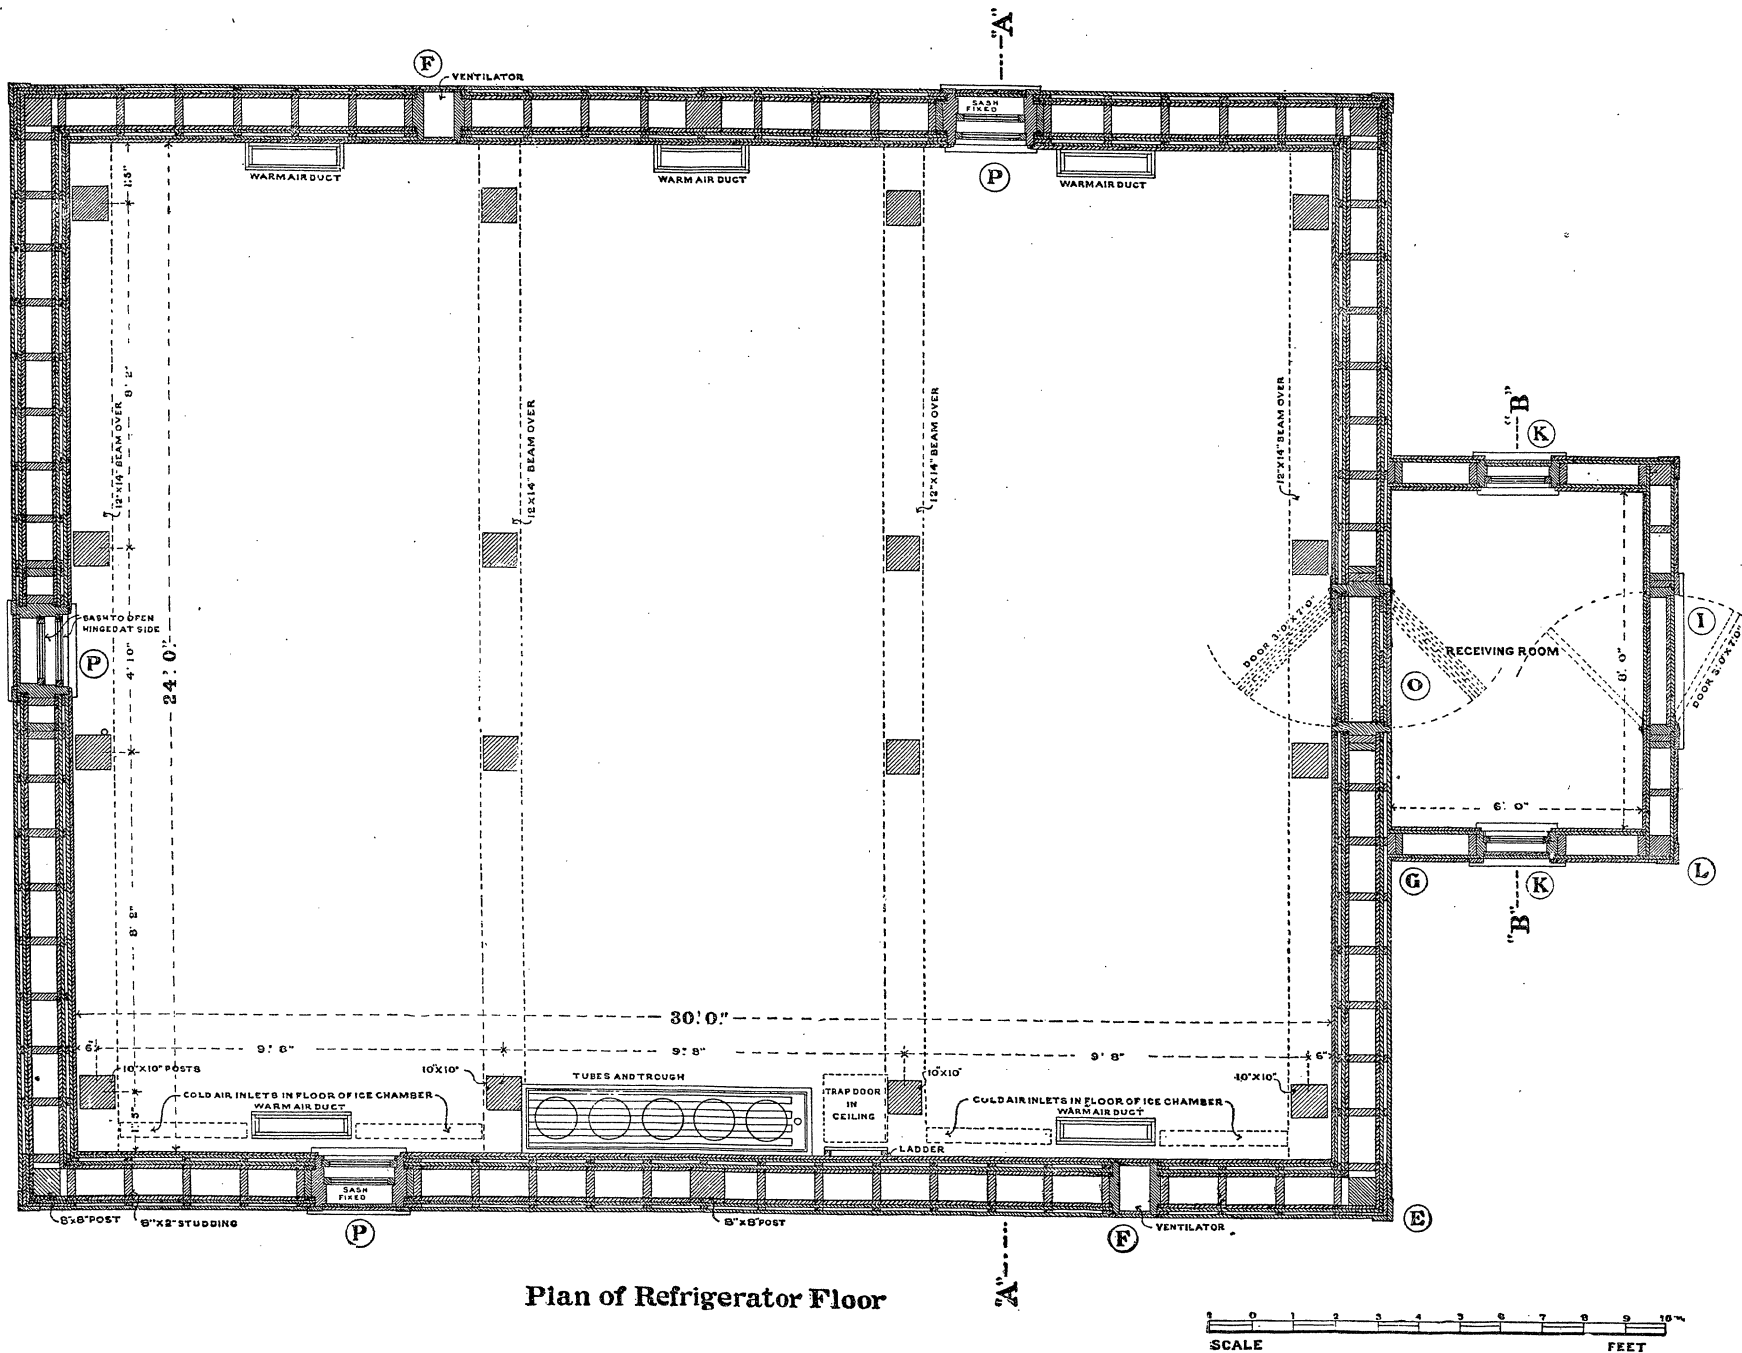 "A"
F
VENTILATOR
SASH
FIXED
P
WARM AIR DUCT
WARM AIR DUCT
WARM AIR DUCT
1'.5"
8' 2"
12"X14" BEAM OVER
12"X14" BEAM OVER
12"X14" BEAM OVER
12"X14" BEAM OVER
"B"
K
SASH TO OPEN
HINGED AT SIDE
P
4' 10"
24'. 0."
DOOR 3'.0"X7'.0"
RECEIVING ROOM
8'. 0"
I
DOOR 3'.0"X7'.0"
O
6'. 0"
G
K
L
"B"
8' 2"
30'. 0."
6"
9'. 8"
9'. 8"
9' 8"
6"
10"X10" POSTS
10"X10"
TUBES AND TROUGH
TRAP DOOR
IN
CEILING
10"X10"
10"X10"
COLD AIR INLETS IN FLOOR OF ICE CHAMBER
WARM AIR DUCT
COLD AIR INLETS IN FLOOR OF ICE CHAMBER
WARM AIR DUCT
1'.5"
LADDER
SASH
FIXED
8"X8" POST
8"X2" STUDDING
P
8"X8" POST
F
VENTILATOR
E
"A"
Plan of Refrigerator Floor
1 0 1 2 3 4 5 6 7 8 9 10
SCALE FEET